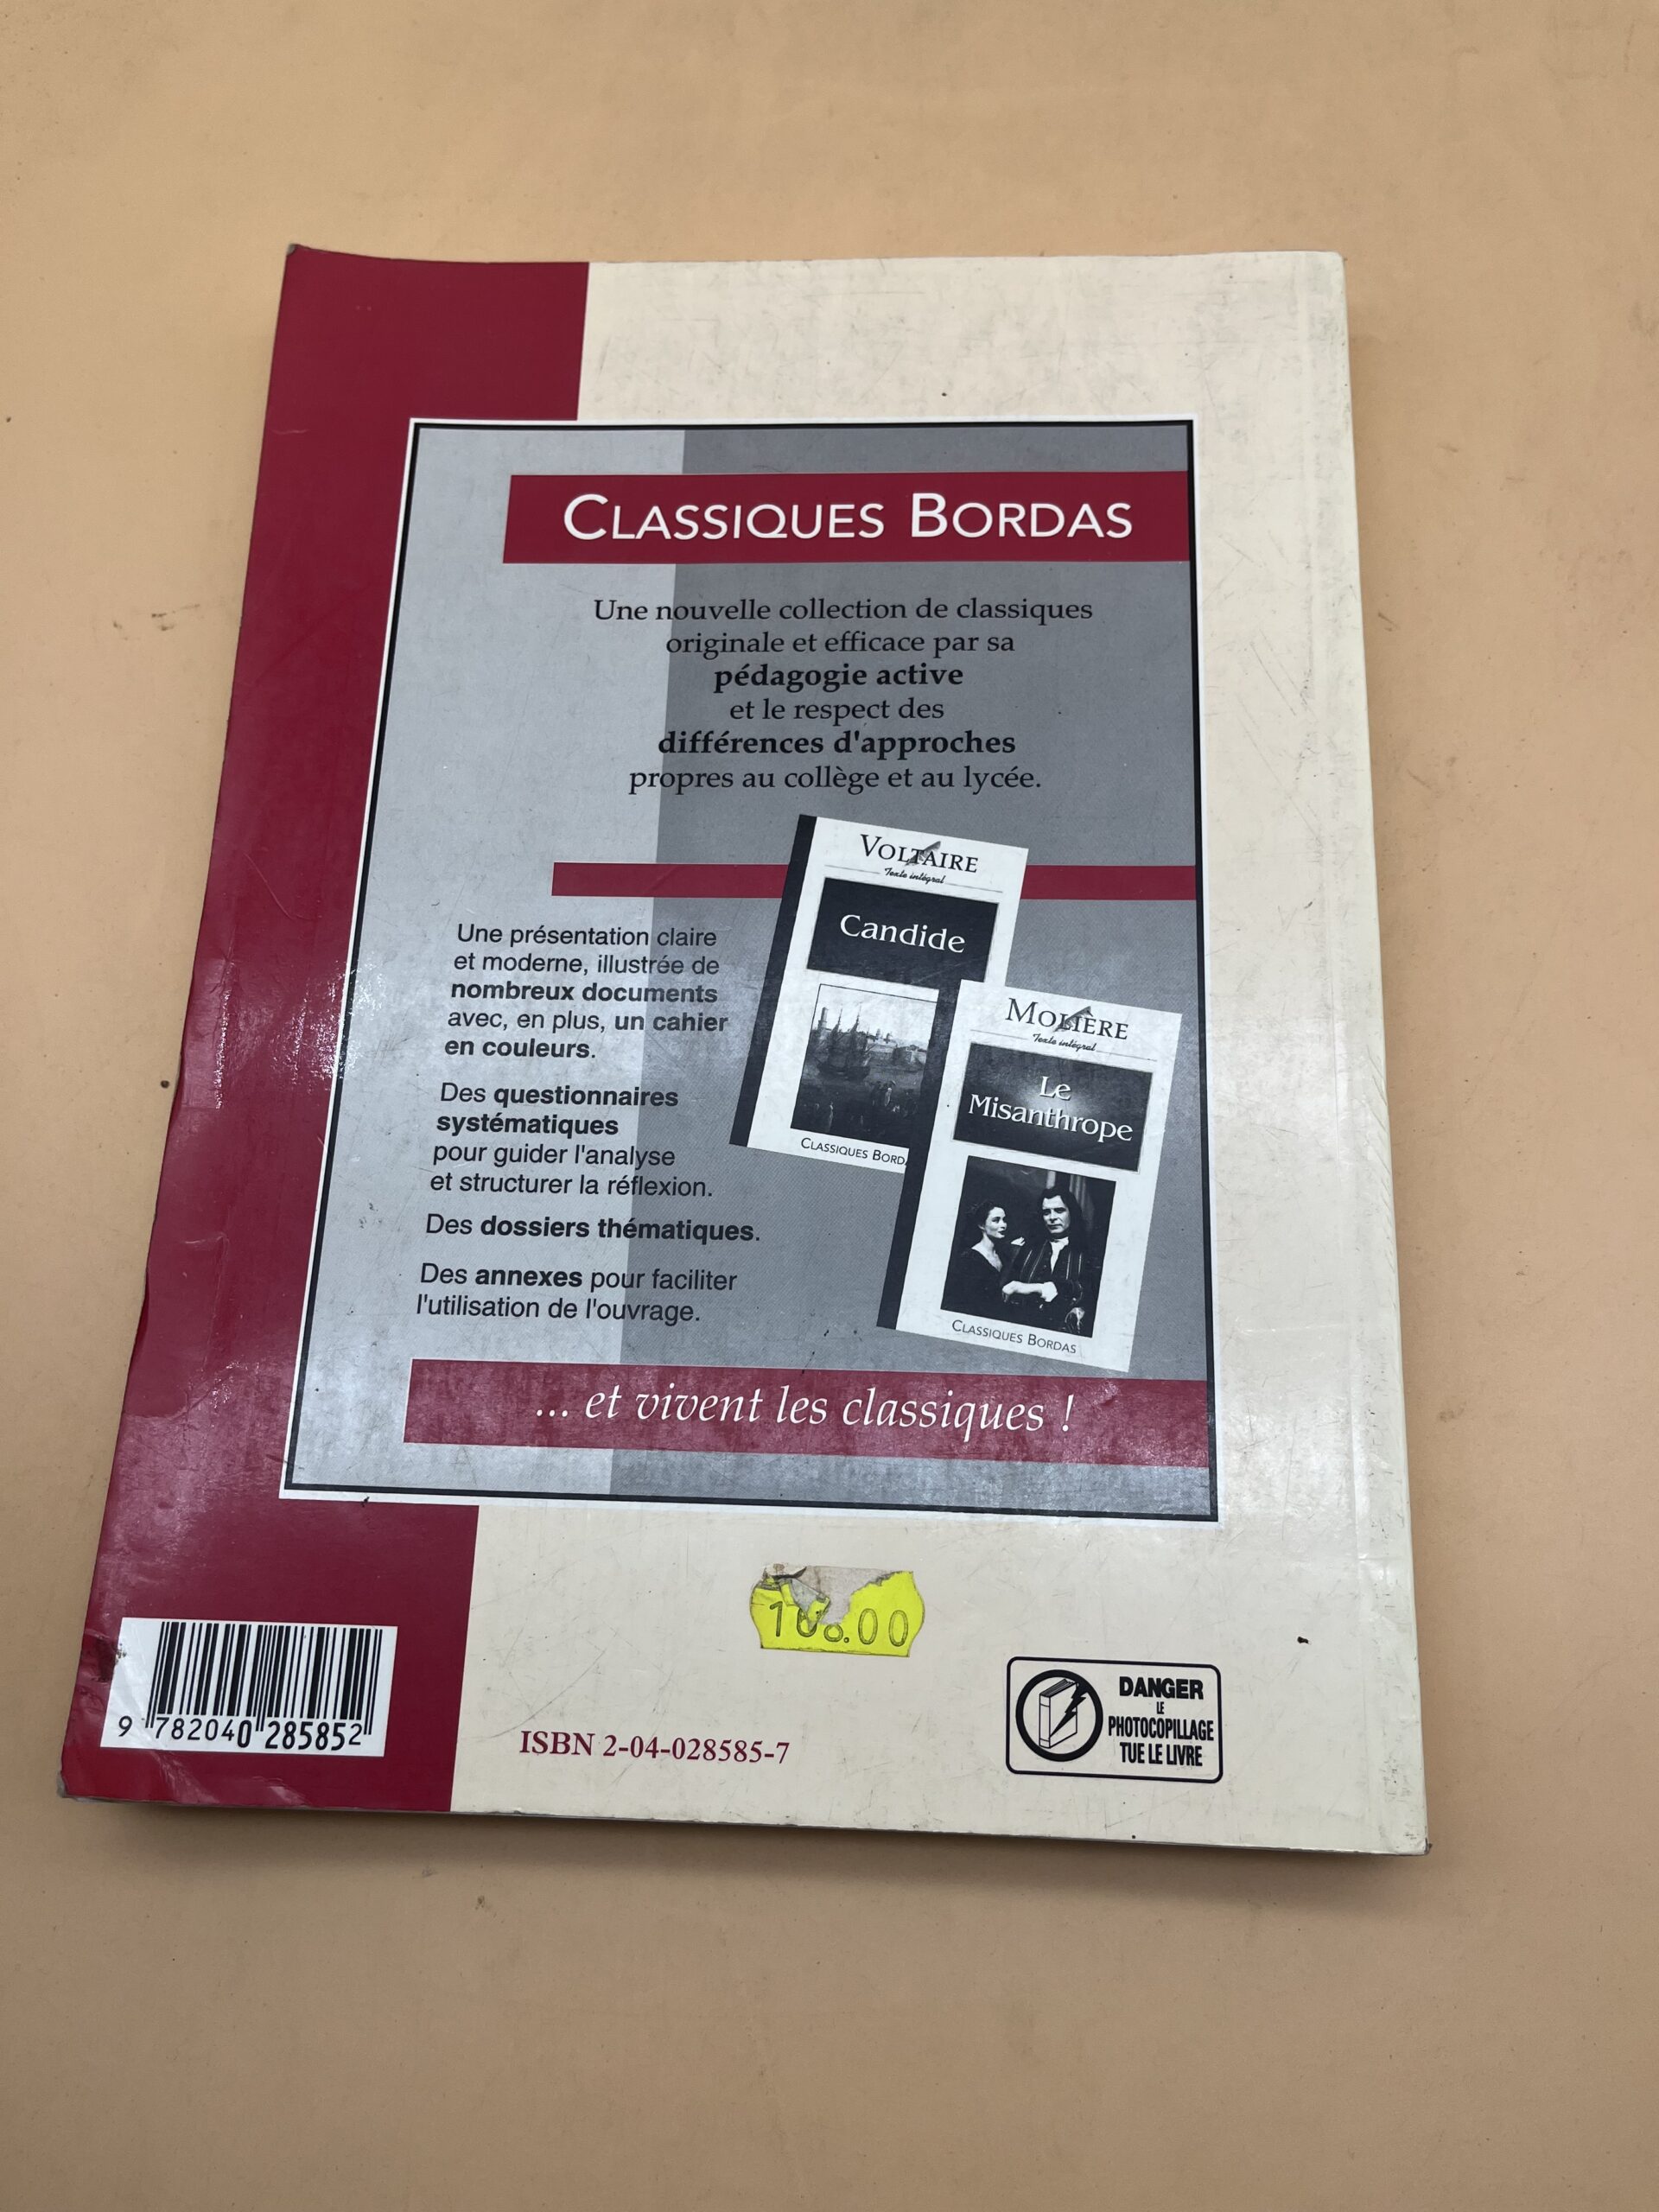 CLASSIQUES BORDAS
Une nouvelle collection de classiques
originale et efficace par sa
pédagogie active
et le respect des
différences d'approches
propres au collège et au lycée.
VOLTAIRE
Texte intégral
Candide
CLASSIQUES BORDA
MOLIÈRE
Texte intégral
Le
Misanthrope
CLASSIQUES BORDAS
Une présentation claire
et moderne, illustrée de
nombreux documents
avec, en plus, un cahier
en couleurs.
Des questionnaires
systématiques
pour guider l'analyse
et structurer la réflexion.
Des dossiers thématiques.
Des annexes pour faciliter
l'utilisation de l'ouvrage.
... et vivent les classiques !
9 782040 285852
ISBN 2-04-028585-7
DANGER
LE
PHOTOCOPILLAGE
TUE LE LIVRE